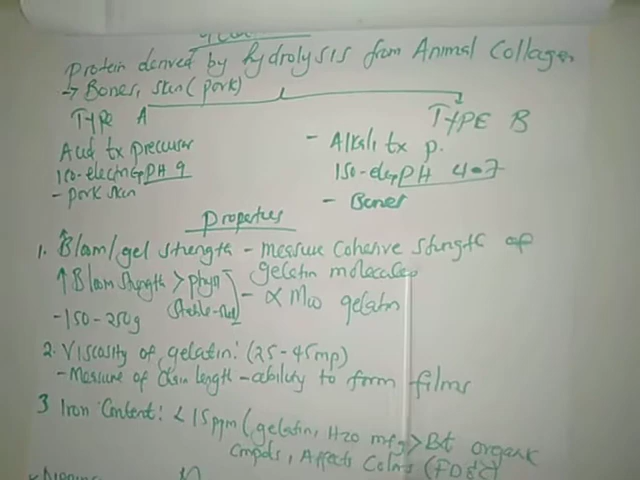 Protein derived by hydrolysis from Animal Collagen
→ Bones, skin (pork)
TYPE A
TYPE B
Acid tx precursor
- Alkali tx p.
Iso-electric PH 9
Iso-elec PH 4-7
- pork skin
- Bones
Properties
1. ↑Bloom/gel strength - measure Cohesive strength of
gelatin molecules
↑ Bloom strength > phys
stable-
- ∝ Mw gelatin
-150-250g
2. Viscosity of gelatin: (25-45mp)
- Measure of chain length - ability to form films
3 Iron Content: < 15ppm (gelatin, H2O mfg > Bt organic
cmpds, Affects Colors (FD&C)